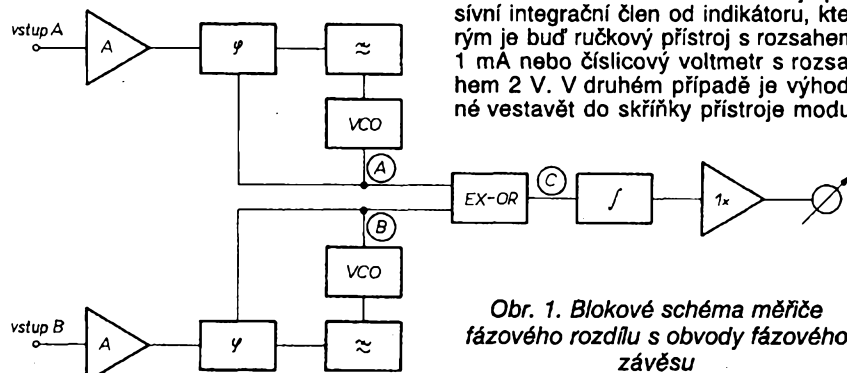 sívní integrační člen od indikátoru, kte
rým je buď ručkový přístroj s rozsahem
1 mA nebo číslicový voltmetr s rozsa
hem 2 V. V druhém případě je výhod
né vestavět do skříňky přístroje modu
vstup A
A
φ
≈
VCO
A
EX-OR
C
∫
1x
B
VCO
vstup B
A
φ
≈
Obr. 1. Blokové schéma měřiče
fázového rozdílu s obvody fázového
závěsu